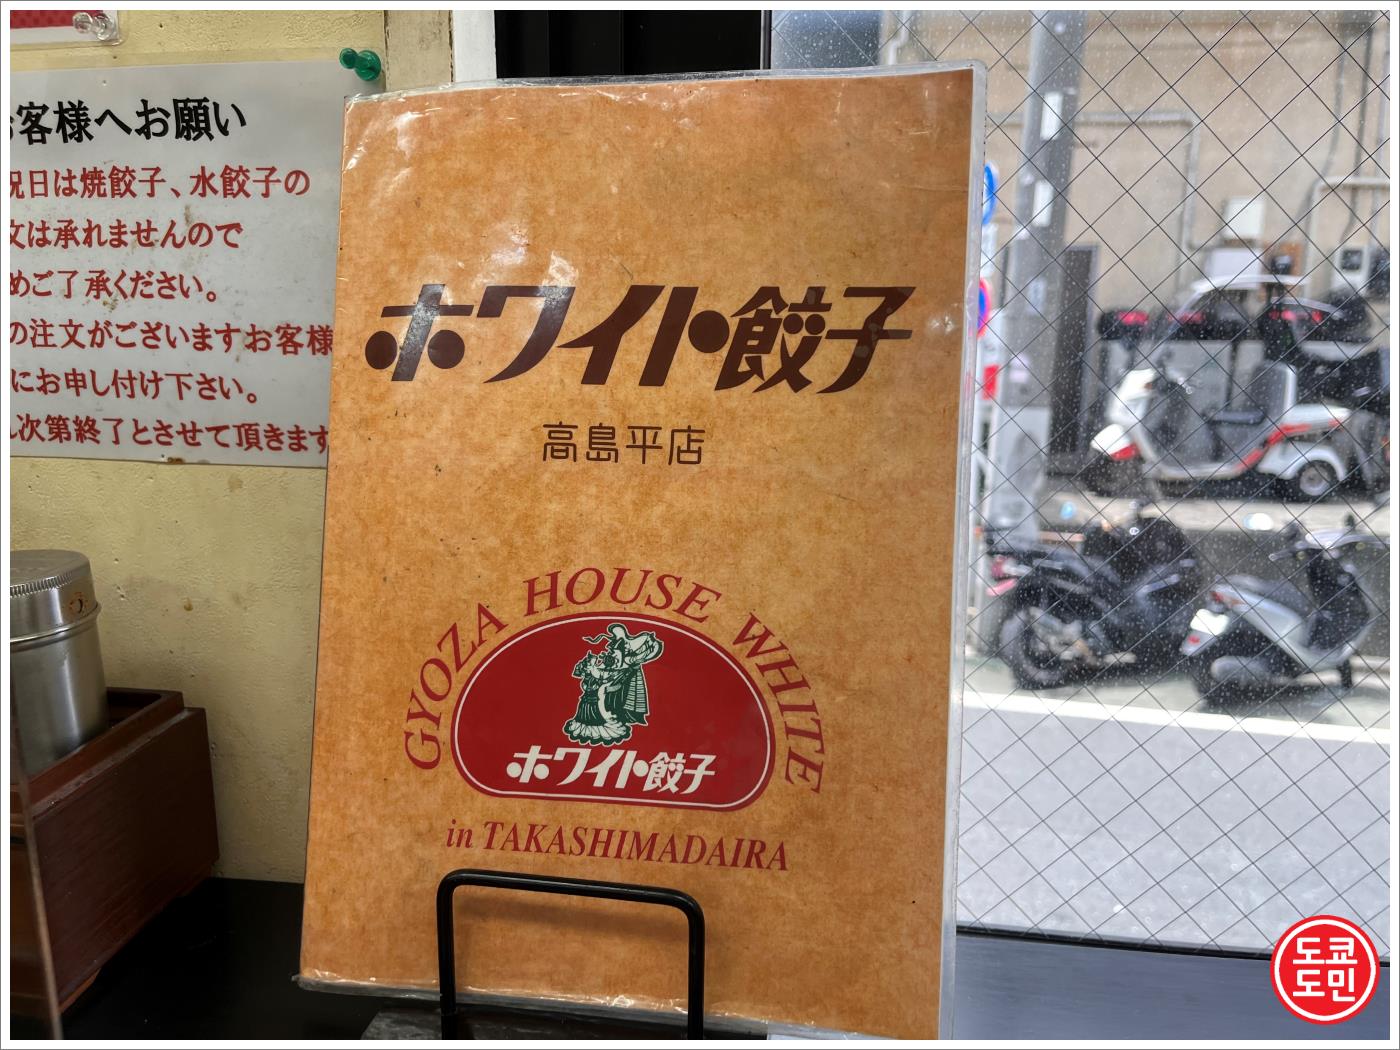 お客様へお願い
祝日は焼餃子、水餃子の
文は承れませんので
めご了承ください。
の注文がございますお客様
にお申し付け下さい。
次第終了とさせて頂きます
ホワイト餃子
高島平店
GYOZA HOUSE WHITE
ホワイト餃子
in TAKASHIMADAIRA
도쿄
도민